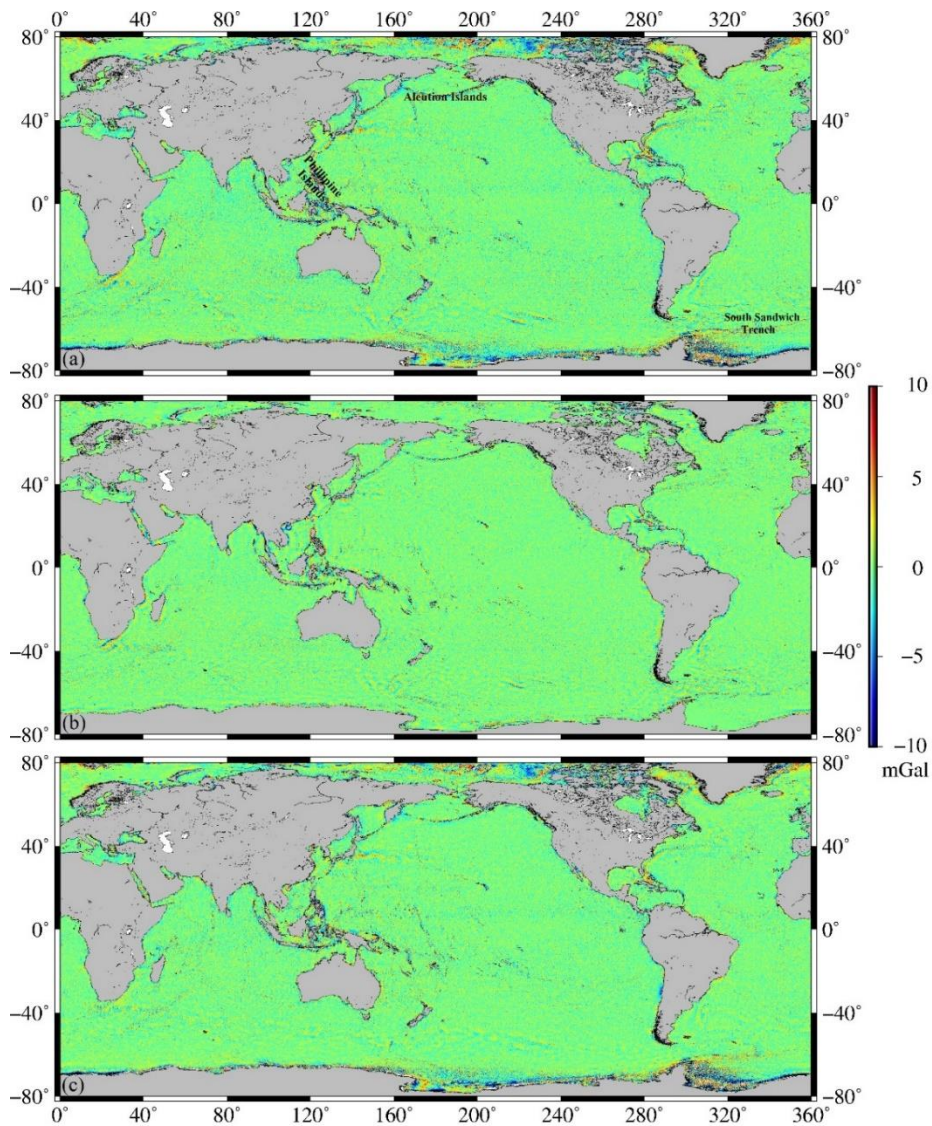 0° 40° 80° 120° 160° 200° 240° 280° 320° 360°
80° 80°
Aleution Islands
40° 40°
Philippine
Islands
0° 0°
−40° −40°
South Sandwich
Trench
(a)
−80° −80°
80° 80°
10
40° 40°
5
0° 0°
0
−40° −40°
−5
(b)
−80° −80°
−10
mGal
80° 80°
40° 40°
0° 0°
−40° −40°
(c)
−80° −80°
0° 40° 80° 120° 160° 200° 240° 280° 320° 360°